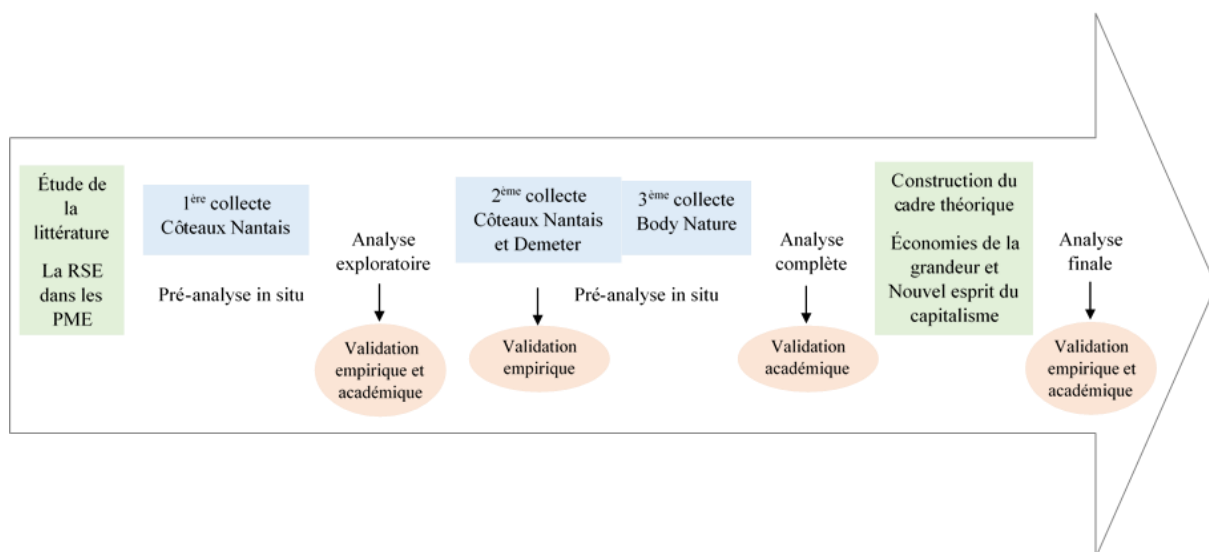 Étude de
la
littérature
La RSE
dans les
PME
1ère collecte
Côteaux Nantais
Pré-analyse in situ
Analyse
exploratoire
Validation
empirique et
académique
2ème collecte
Côteaux Nantais
et Demeter
Validation
empirique
3ème collecte
Body Nature
Pré-analyse in situ
Analyse
complète
Validation
académique
Construction du
cadre théorique
Économies de la
grandeur et
Nouvel esprit du
capitalisme
Analyse
finale
Validation
empirique et
académique